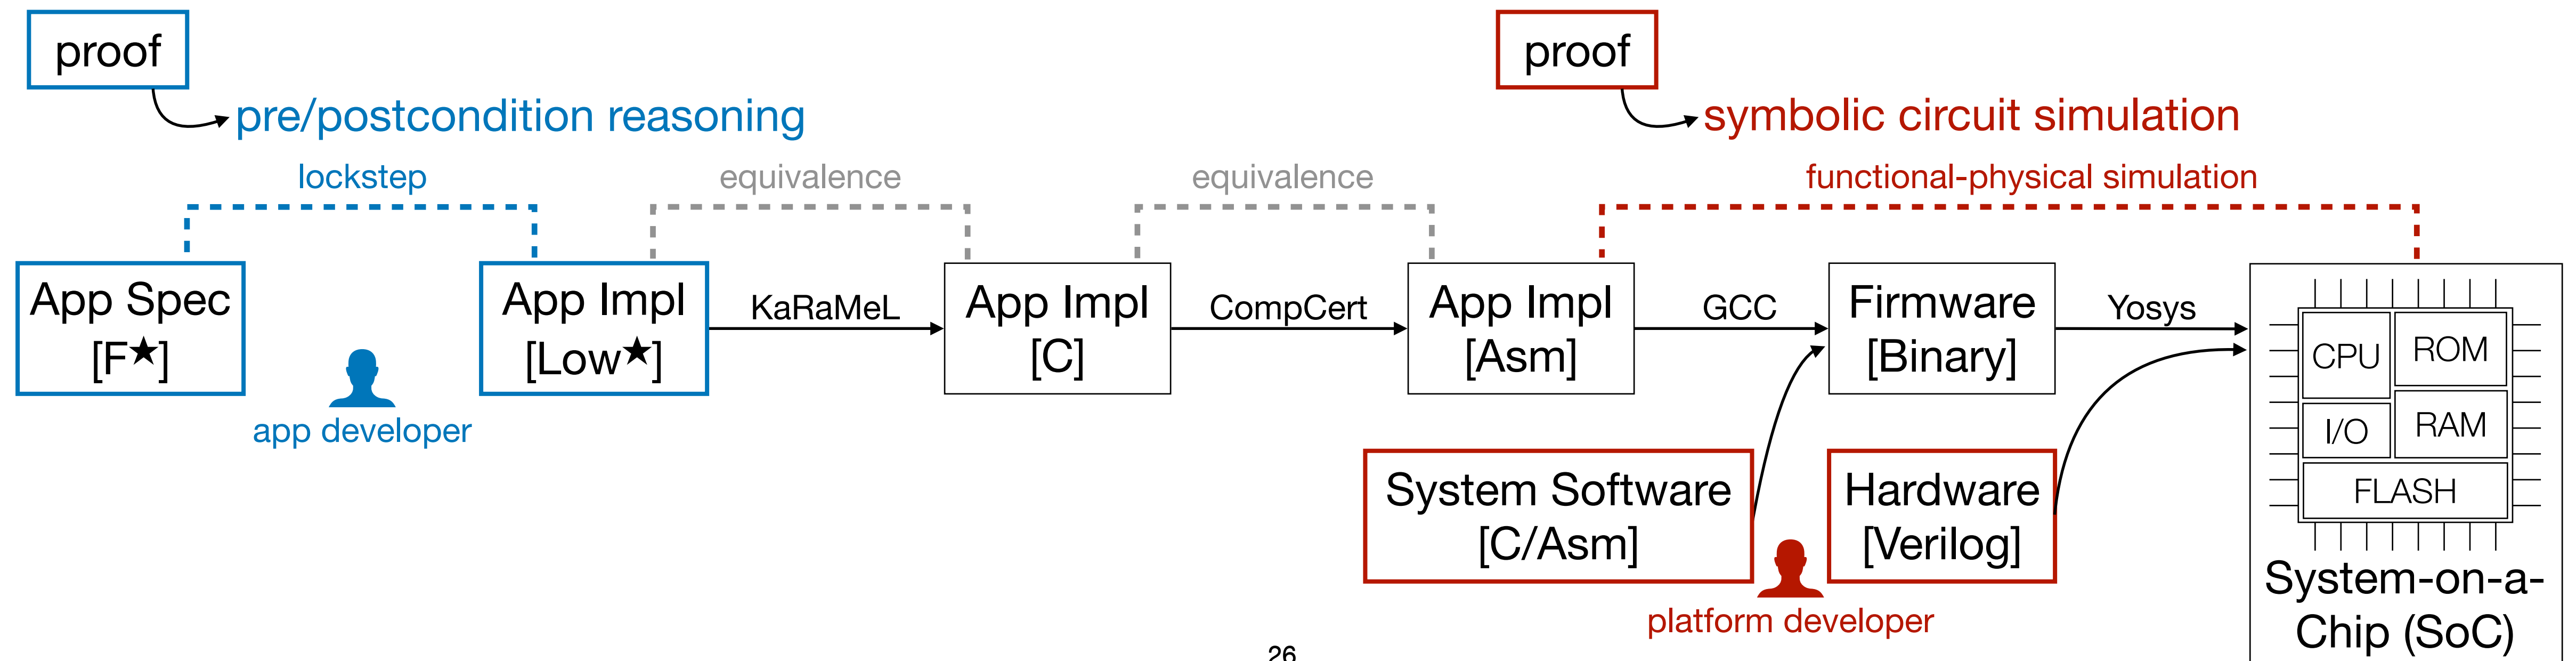 proof
pre/postcondition reasoning
proof
symbolic circuit simulation
lockstep
equivalence
equivalence
functional-physical simulation
App Spec
[F★]
app developer
App Impl
[Low★]
KaRaMeL
App Impl
[C]
CompCert
App Impl
[Asm]
GCC
Firmware
[Binary]
Yosys
CPU
ROM
I/O
RAM
FLASH
System-on-a-
Chip (SoC)
System Software
[C/Asm]
Hardware
[Verilog]
platform developer
26